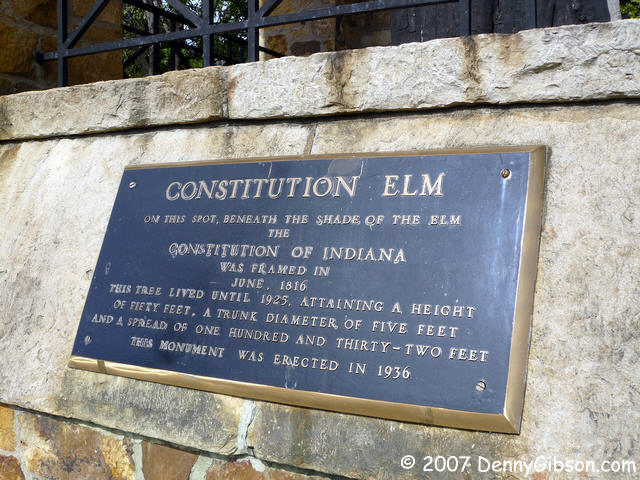 CONSTITUTION ELM
ON THIS SPOT, BENEATH THE SHADE OF THE ELM
THE
CONSTITUTION OF INDIANA
WAS FRAMED IN
JUNE, 1816
THIS TREE LIVED UNTIL 1925, ATTAINING A HEIGHT
OF FIFTY FEET, A TRUNK DIAMETER OF FIVE FEET
AND A SPREAD OF ONE HUNDRED AND THIRTY-TWO FEET
THIS MONUMENT WAS ERECTED IN 1936
© 2007 DennyGibson.com